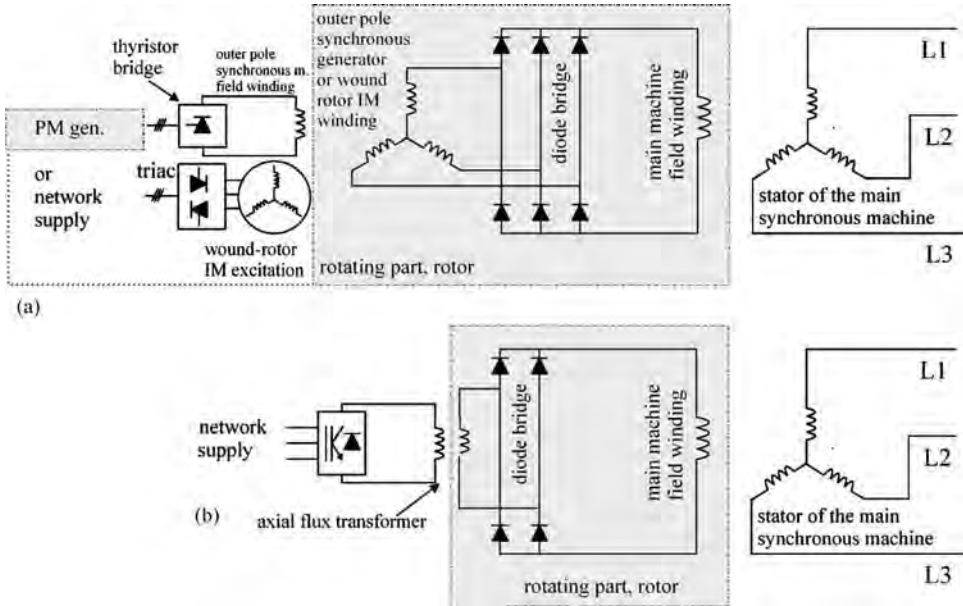 thyristor
bridge
outer pole
synchronous m.
field winding
PM gen.
or
network
supply
triac
wound-rotor
IM excitation
outer pole
synchronous
generator
or wound
rotor IM
winding
diode bridge
main machine
field winding
rotating part, rotor
L1
L2
stator of the main
synchronous machine
L3
(a)
network
supply
(b)
axial flux transformer
diode bridge
main machine
field winding
rotating part, rotor
L1
L2
stator of the main
synchronous machine
L3